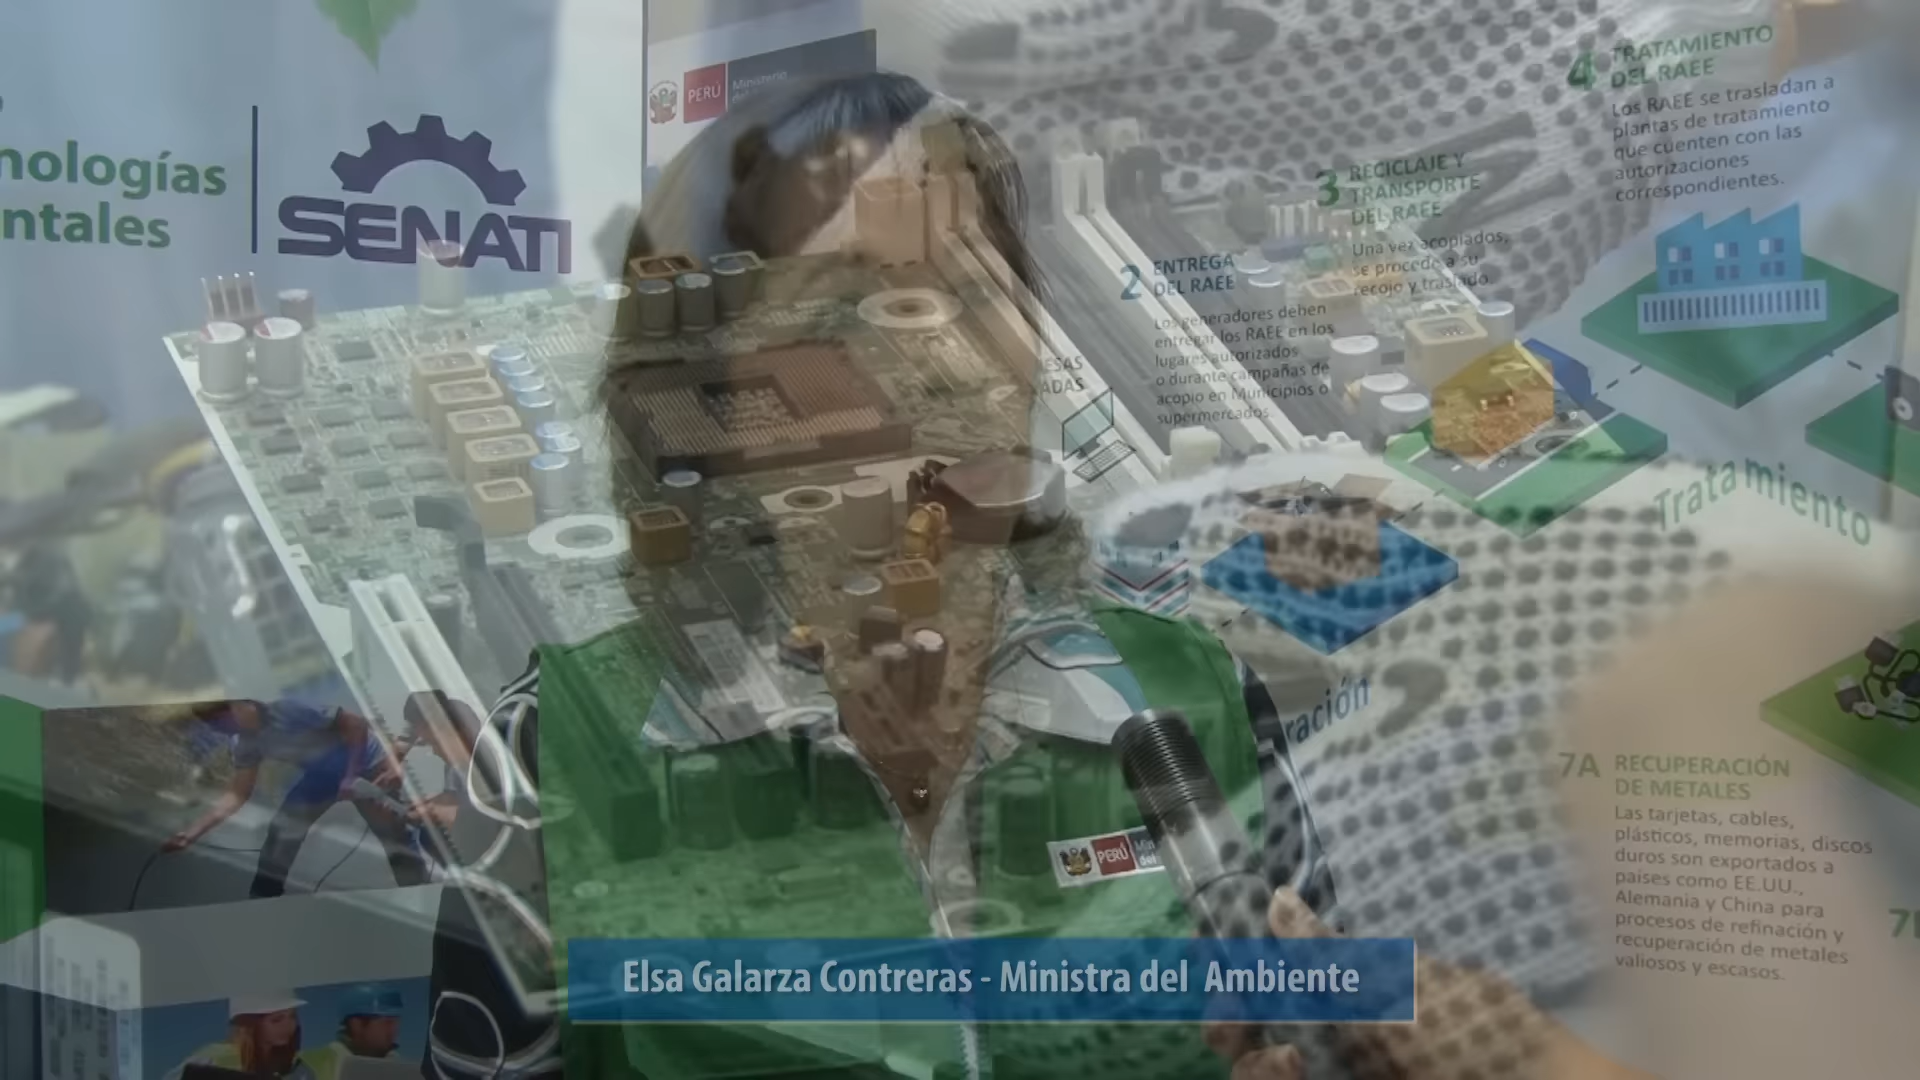 nologías
ntales
SENATI
PERÚ
Ministerio
4 TRATAMIENTO
DEL RAEE
Los RAEE se trasladan a
plantas de tratamiento
que cuenten con las
autorizaciones
correspondientes.
3 RECICLAJE Y
TRANSPORTE
DEL RAEE
Una vez acopiados,
se procede a su
recojo y traslado.
2 ENTREGA
DEL RAEE
Los generadores deben
entregar los RAEE en los
lugares autorizados
o durante campañas de
acopio en Municipios o
supermercados.
ESAS
ADAS
Tratamiento
ración
PERÚ
7A RECUPERACIÓN
DE METALES
Las tarjetas, cables,
plásticos, memorias, discos
duros son exportados a
países como EE.UU.,
Alemania y China para
procesos de refinación y
recuperación de metales
valiosos y escasos.
Elsa Galarza Contreras - Ministra del Ambiente